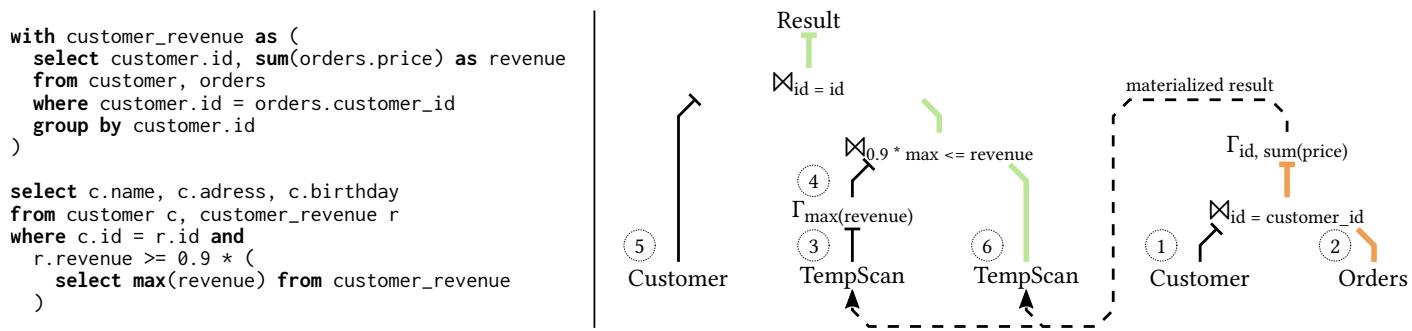 with customer_revenue as (
select customer.id, sum(orders.price) as revenue
from customer, orders
where customer.id = orders.customer_id
group by customer.id
)
select c.name, c.adress, c.birthday
from customer c, customer_revenue r
where c.id = r.id and
r.revenue >= 0.9 * (
select max(revenue) from customer_revenue
)
Result
⋈id = id
materialized result
⋈0.9 * max <= revenue
Γid, sum(price)
4
Γmax(revenue)
⋈id = customer_id
5
3
6
1
2
Customer
TempScan
TempScan
Customer
Orders